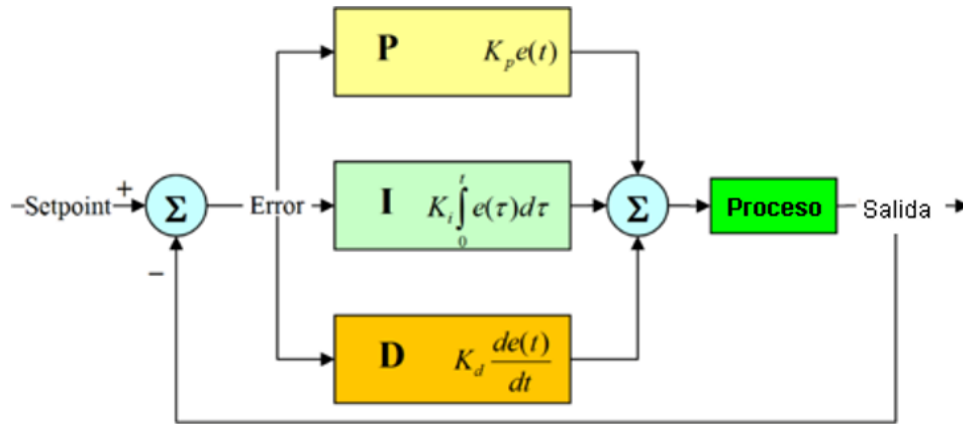 P K_p e(t)
–Setpoint + Σ Error I K_i ∫_0^t e(τ)dτ Σ Proceso Salida
–
D K_d de(t)/dt